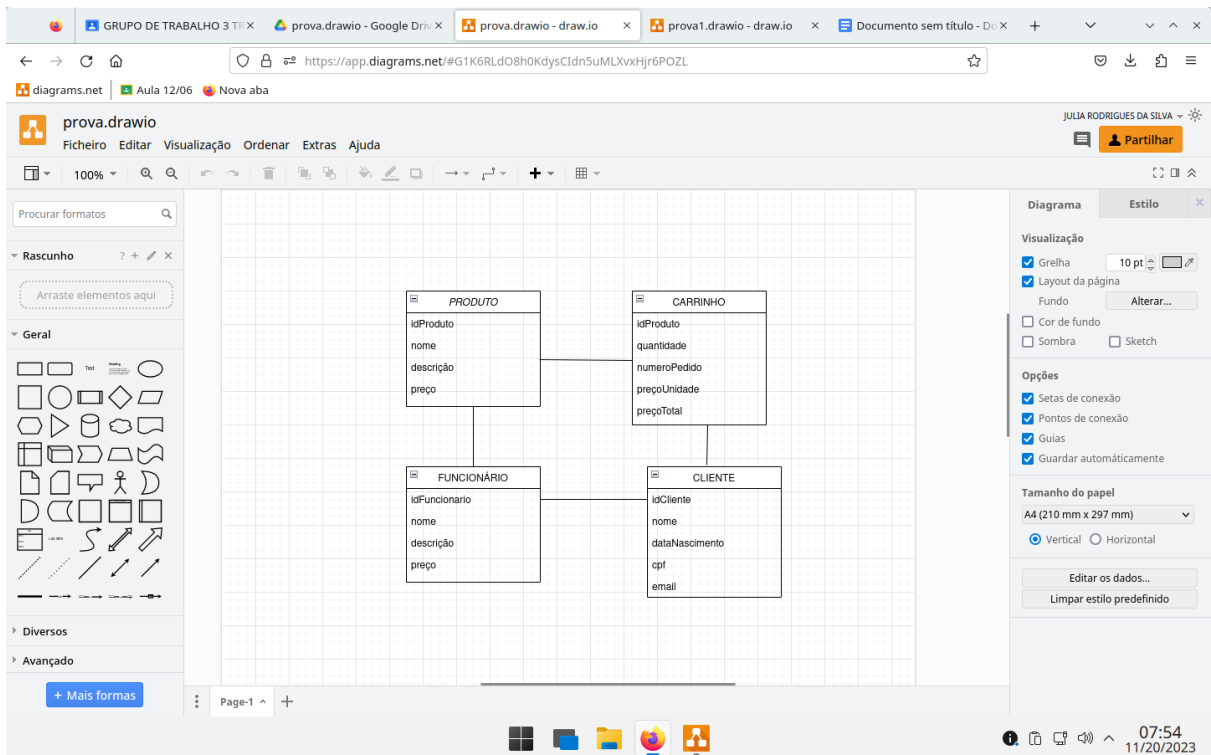 GRUPO DE TRABALHO 3 TR
prova.drawio - Google Driv
prova.drawio - draw.io
prova1.drawio - draw.io
Documento sem título - Do
https://app.diagrams.net/#G1K6RLdO8h0KdysCIdn5uMLXvxHjr6POZL
diagrams.net
Aula 12/06
Nova aba
prova.drawio
JULIA RODRIGUES DA SILVA
Ficheiro Editar Visualização Ordenar Extras Ajuda
Partilhar
100%
Procurar formatos
Rascunho
?
Arraste elementos aqui
Geral
Text
Heading
Diversos
Avançado
+ Mais formas
PRODUTO
idProduto
nome
descrição
preço
CARRINHO
idProduto
quantidade
numeroPedido
preçoUnidade
preçoTotal
FUNCIONÁRIO
idFuncionario
nome
descrição
preço
CLIENTE
idCliente
nome
dataNascimento
cpf
email
Page-1
Diagrama
Estilo
Visualização
Grelha
10 pt
Layout da página
Fundo
Alterar...
Cor de fundo
Sombra
Sketch
Opções
Setas de conexão
Pontos de conexão
Guias
Guardar automáticamente
Tamanho do papel
A4 (210 mm x 297 mm)
Vertical
Horizontal
Editar os dados...
Limpar estilo predefinido
07:54
11/20/2023